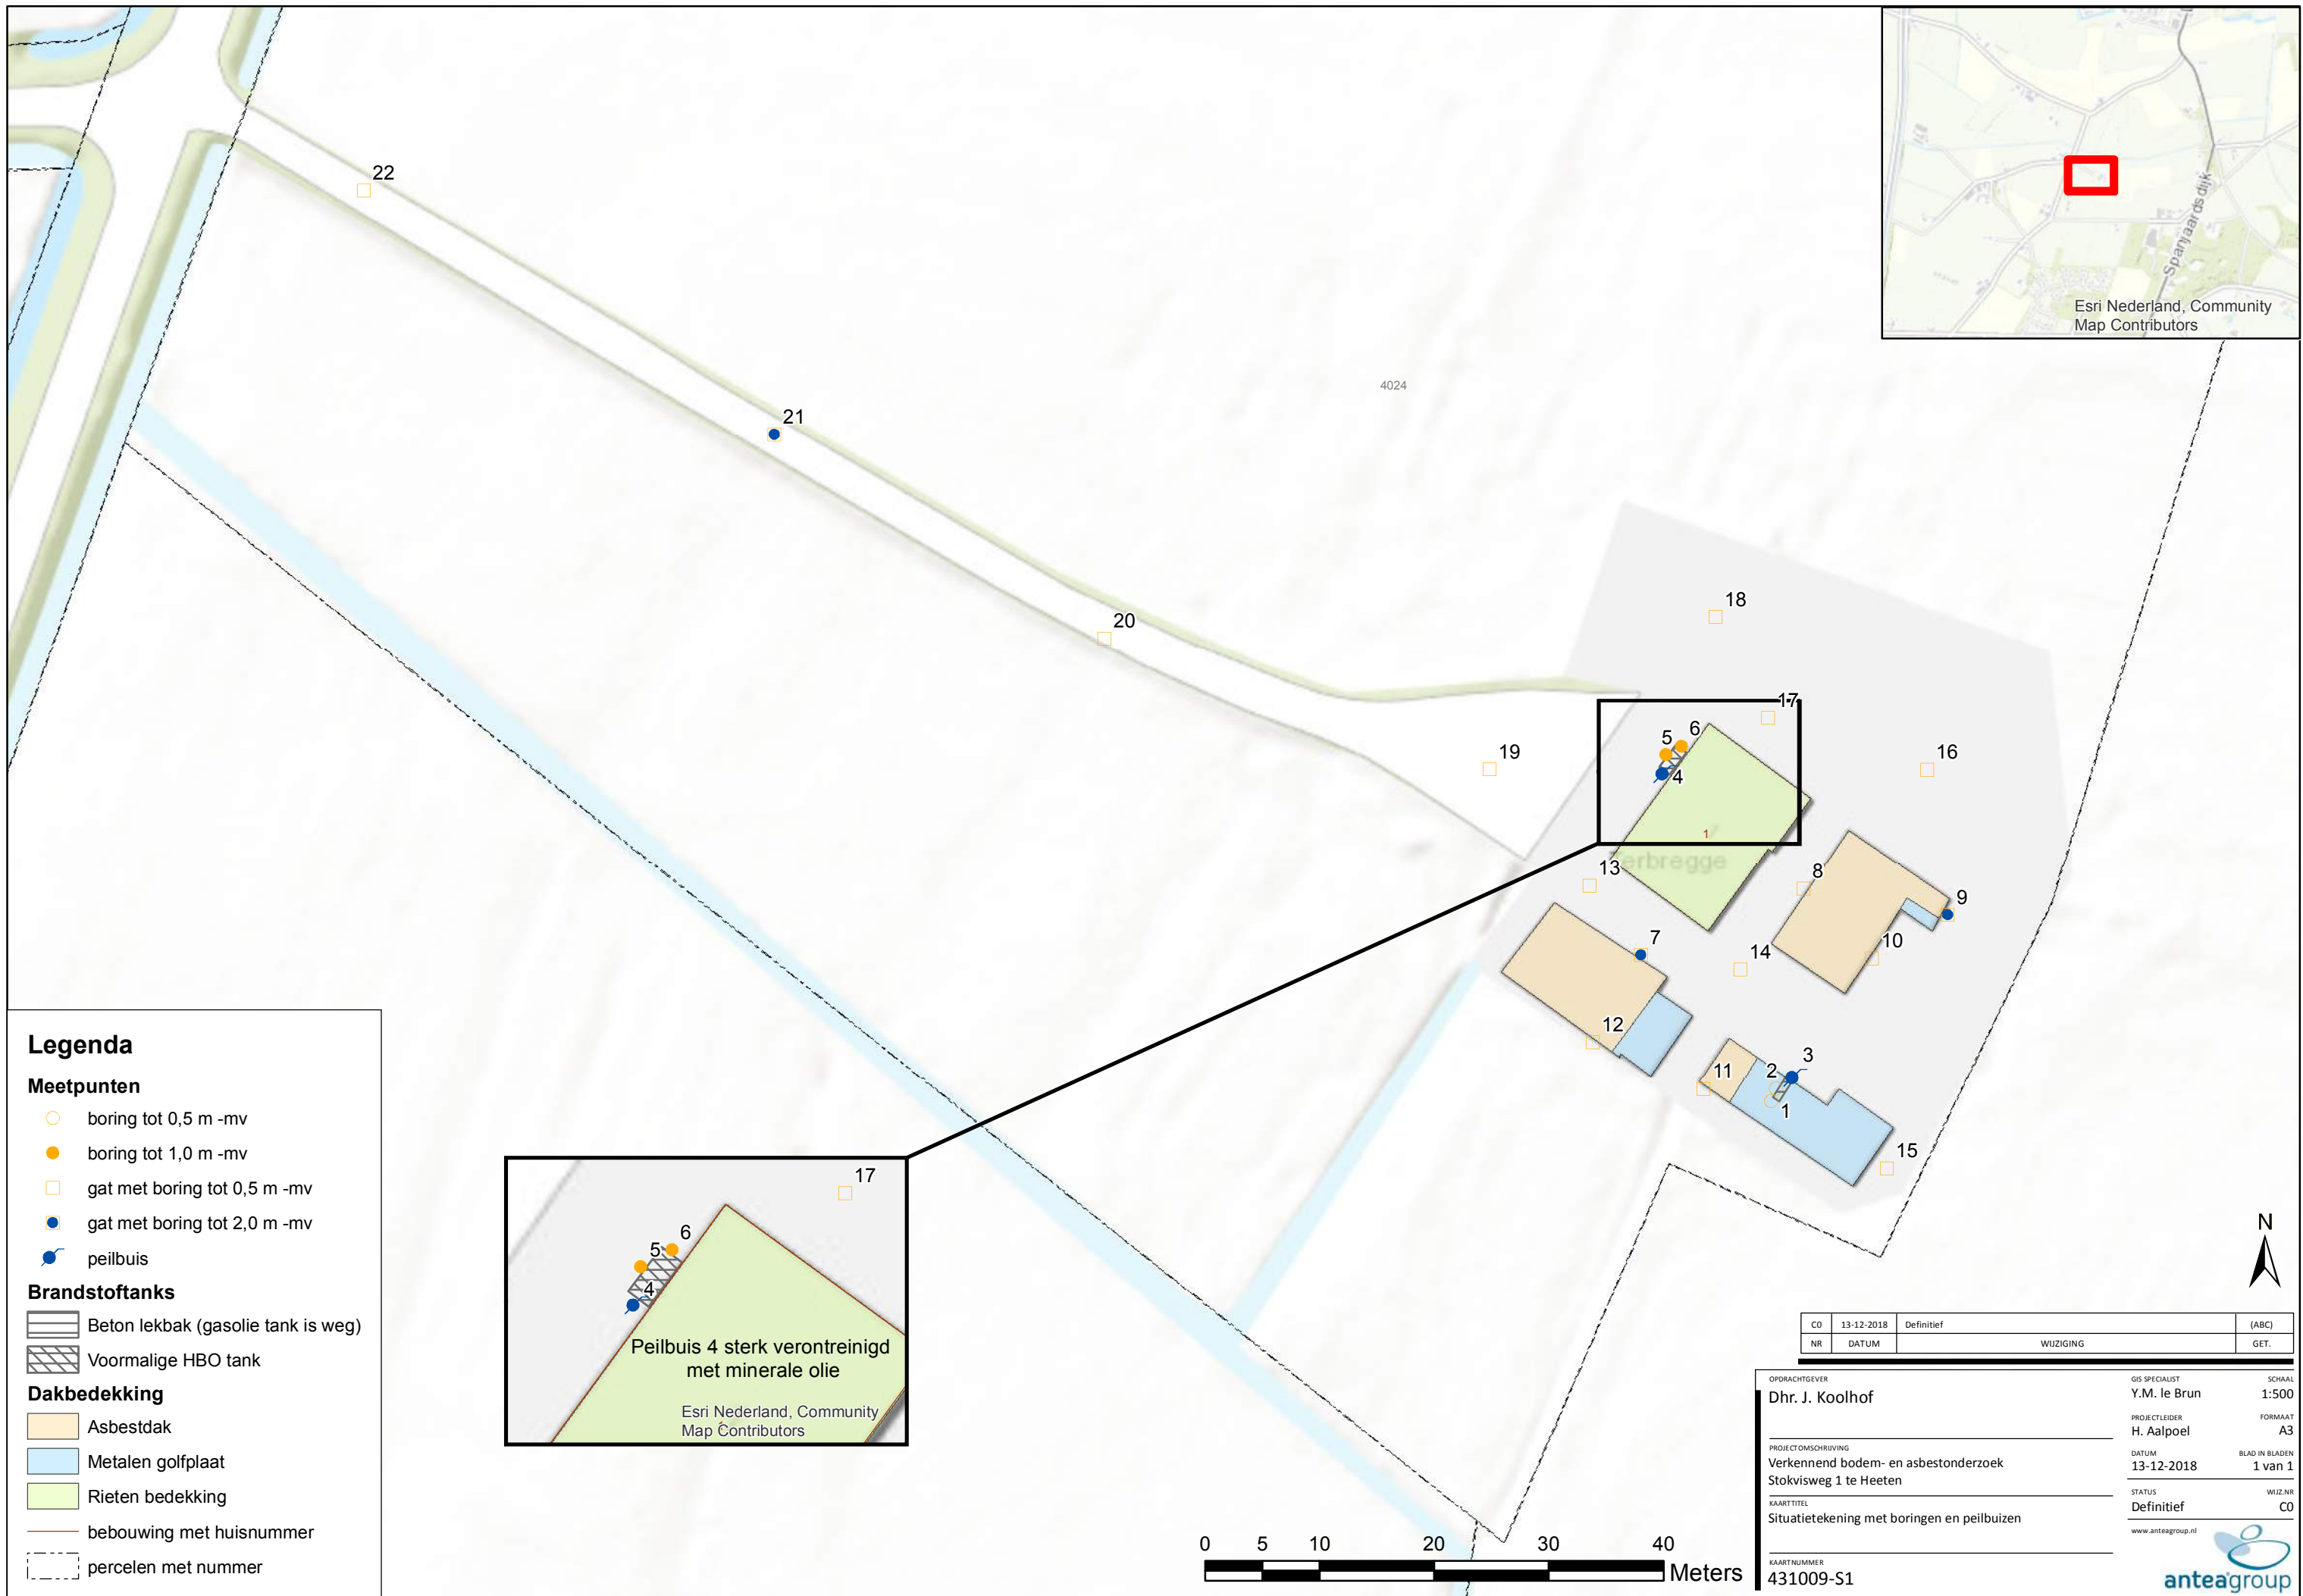 22
21
20
4024
Spanjaardsdijk
Esri Nederland, Community
Map Contributors
18
17
6
5
4
19
16
1
erbregge
13
8
9
10
7
14
12
11
2
3
1
15
Legenda
Meetpunten
boring tot 0,5 m -mv
boring tot 1,0 m -mv
gat met boring tot 0,5 m -mv
gat met boring tot 2,0 m -mv
peilbuis
Brandstoftanks
Beton lekbak (gasolie tank is weg)
Voormalige HBO tank
Dakbedekking
Asbestdak
Metalen golfplaat
Rieten bedekking
bebouwing met huisnummer
percelen met nummer
17
6
5
4
Peilbuis 4 sterk verontreinigd
met minerale olie
Esri Nederland, Community
Map Contributors
0 5 10 20 30 40
Meters
N
C0 13-12-2018 Definitief (ABC)
NR DATUM WIJZIGING GET.
OPDRACHTGEVER
Dhr. J. Koolhof
PROJECTOMSCHRIJVING
Verkennend bodem- en asbestonderzoek
Stokvisweg 1 te Heeten
KAARTTITEL
Situatietekening met boringen en peilbuizen
KAARTNUMMER
431009-S1
GIS SPECIALIST SCHAAL
Y.M. le Brun 1:500
PROJECTLEIDER FORMAAT
H. Aalpoel A3
DATUM BLAD IN BLADEN
13-12-2018 1 van 1
STATUS WIJZ.NR
Definitief C0
www.anteagroup.nl
anteagroup